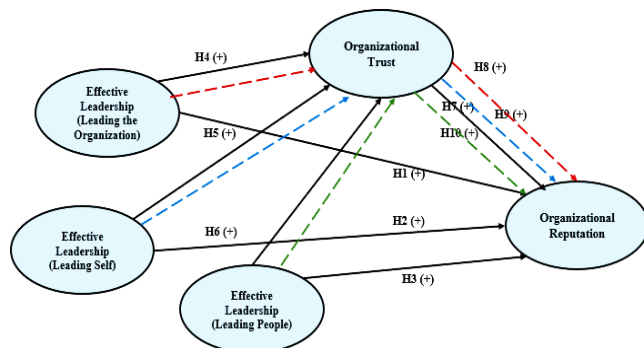 Organizational
Trust
H4 (+)
H8 (+)
Effective
Leadership
(Leading the
Organization)
H7 (+)
H9 (+)
H5 (+)
H10 (+)
H1 (+)
H2 (+)
Organizational
Reputation
H6 (+)
Effective
Leadership
(Leading Self)
H3 (+)
Effective
Leadership
(Leading People)